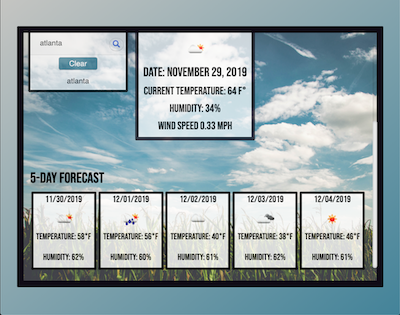 atlanta
Clear
atlanta
DATE: NOVEMBER 29, 2019
CURRENT TEMPERATURE: 64 F°
HUMIDITY: 34%
WIND SPEED 0.33 MPH
5-DAY FORECAST
11/30/2019
TEMPERATURE: 58°F
HUMIDITY: 62%
12/01/2019
TEMPERATURE: 56°F
HUMIDITY: 60%
12/02/2019
TEMPERATURE: 40°F
HUMIDITY: 61%
12/03/2019
TEMPERATURE: 38°F
HUMIDITY: 62%
12/04/2019
TEMPERATURE: 46°F
HUMIDITY: 61%